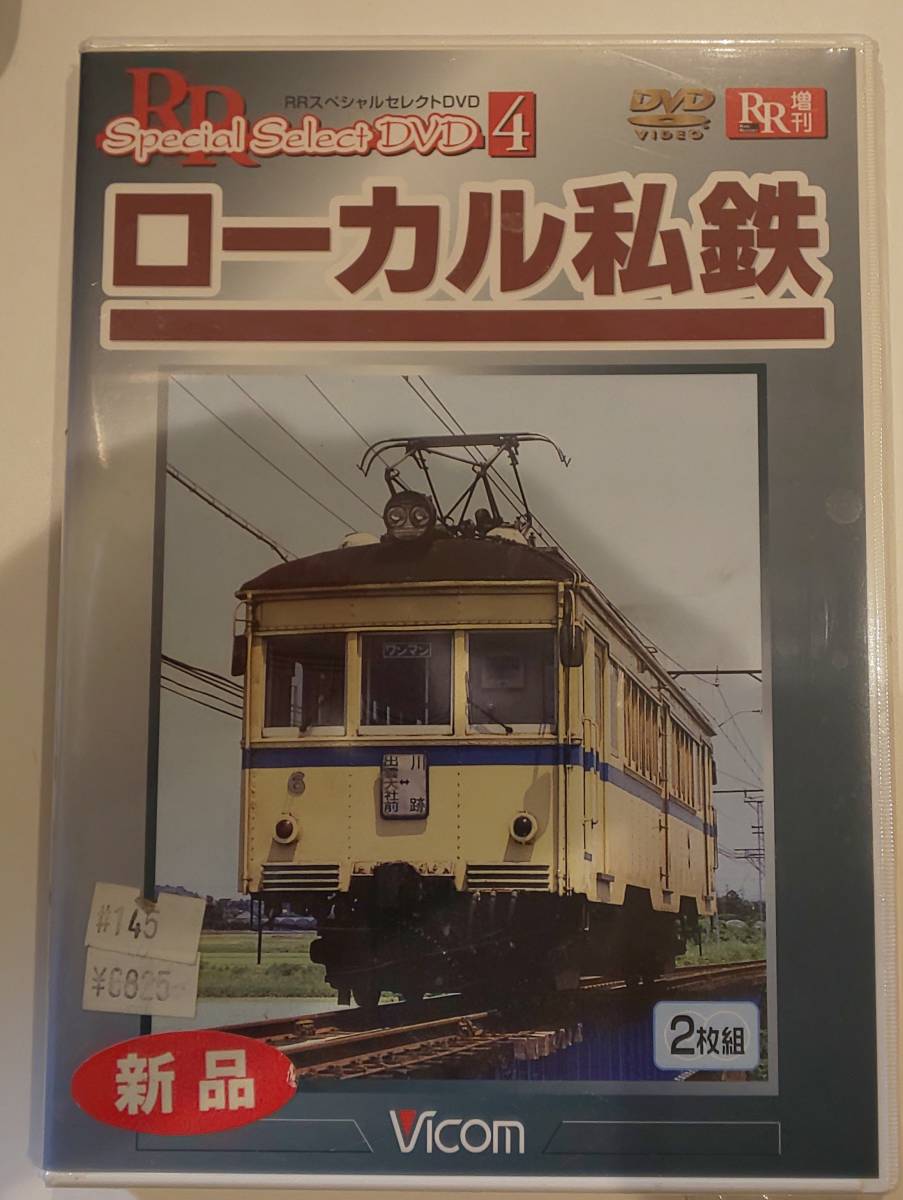 RR
RRスペシャルセレクトDVD
Special Select DVD 4
DVD
VIDEO
RR
増刊
ローカル私鉄
ワンマン
6
川跡
↔
出雲大社前
#145
¥6825-
2枚組
新品
Vicom